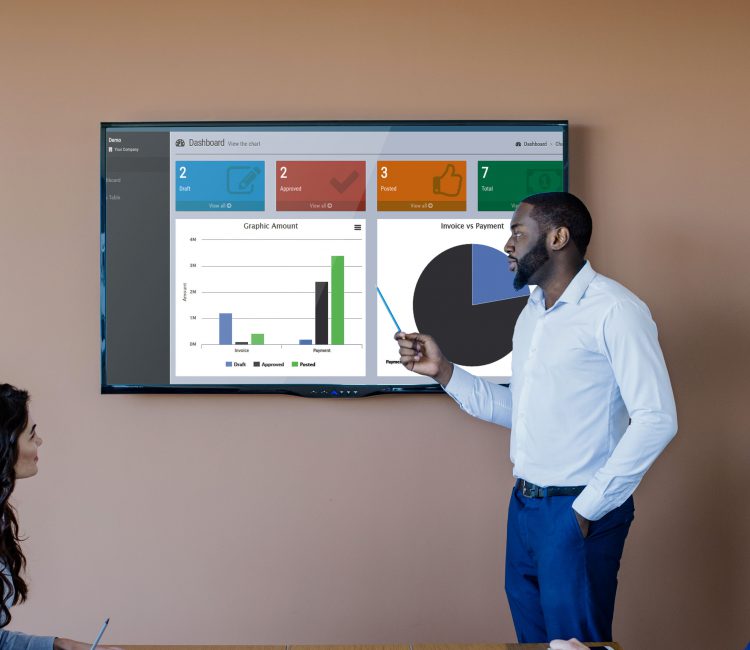 Demo
Your Company
Dashboard View the chart
Dashboard
Table
2
Draft
View all
2
Approved
View all
3
Posted
View all
7
Total
Graphic Amount
4M
3M
2M
1M
0M
Amount
Invoice
Payment
Draft Approved Posted
Invoice vs Payment